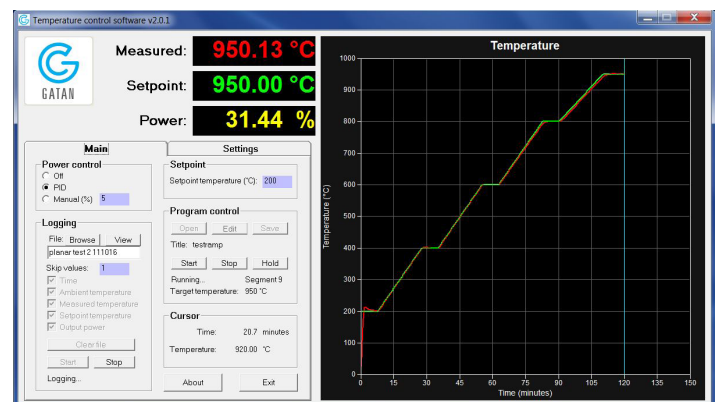 Temperature control software v2.0.1
GATAN
Measured: 950.13 °C
Setpoint: 950.00 °C
Power: 31.44 %
Main
Settings
Power control
Off
PID
Manual (%) 5
Logging
File: Browse View
planar test 2 111016
Skip values: 1
Time
Ambient temperature
Measured temperature
Setpoint temperature
Output power
Clear file
Start Stop
Logging...
Setpoint
Setpoint temperature (°C): 200
Program control
Open Edit Save
Title: testramp
Start Stop Hold
Running... Segment 9
Target temperature: 950 °C
Cursor
Time: 20.7 minutes
Temperature: 920.00 °C
About Exit
Temperature
Temperature (°C)
1000
900
800
700
600
500
400
300
200
100
0
0 15 30 45 60 75 90 105 120 135 150
Time (minutes)